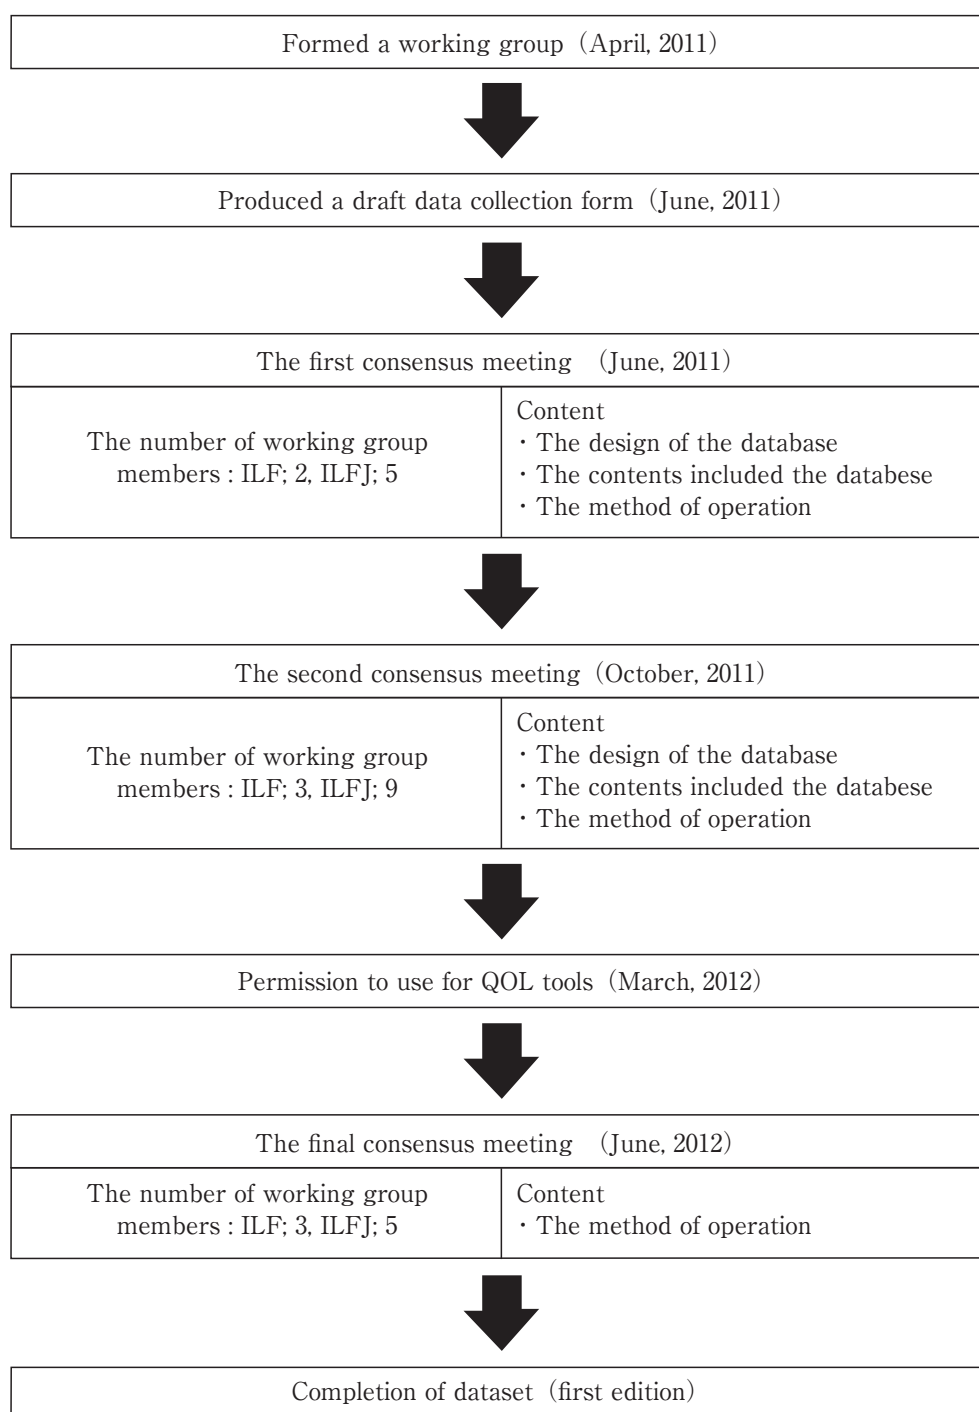 Formed a working group (April, 2011)
Produced a draft data collection form (June, 2011)
The first consensus meeting (June, 2011)
The number of working group
members : ILF; 2, ILFJ; 5
Content
・The design of the database
・The contents included the databese
・The method of operation
The second consensus meeting (October, 2011)
The number of working group
members : ILF; 3, ILFJ; 9
Content
・The design of the database
・The contents included the databese
・The method of operation
Permission to use for QOL tools (March, 2012)
The final consensus meeting (June, 2012)
The number of working group
members : ILF; 3, ILFJ; 5
Content
・The method of operation
Completion of dataset (first edition)